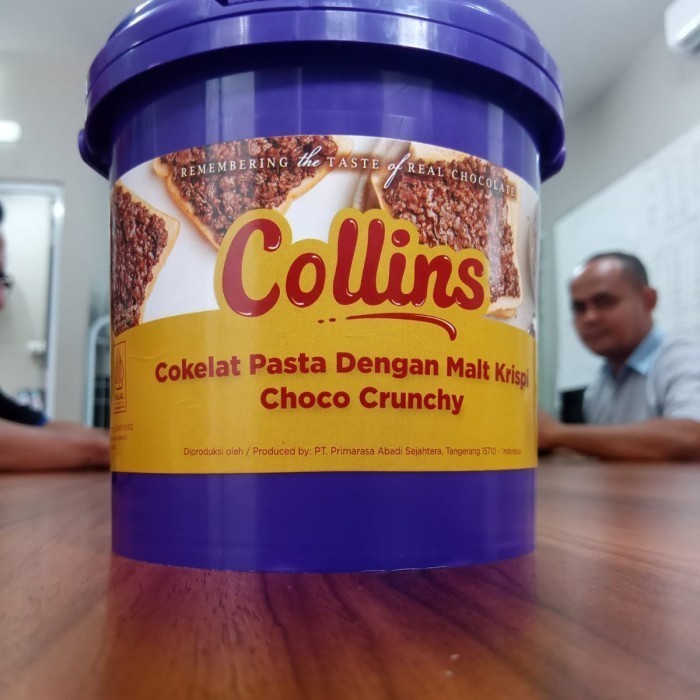 REMEMBERING the TASTE of REAL CHOCOLATE
Collins
Cokelat Pasta Dengan Malt Krispi
Choco Crunchy
HALAL
Diproduksi oleh / Produced by: PT. Primarasa Abadi Sejahtera, Tangerang 15710 - Indonesia